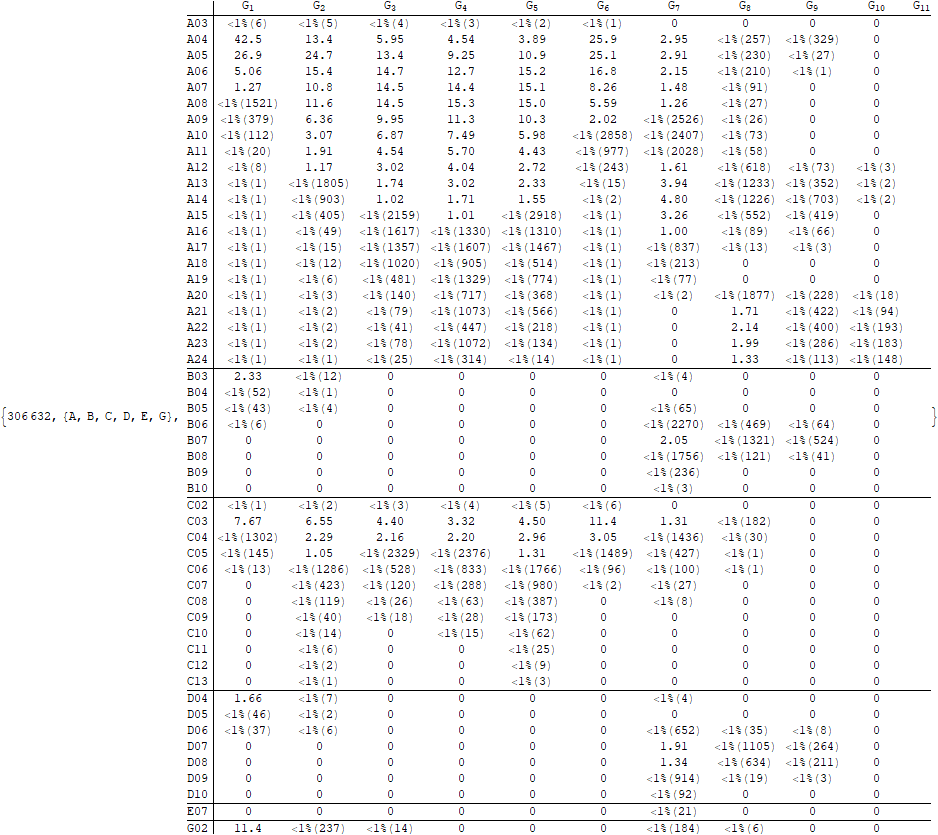 G1 G2 G3 G4 G5 G6 G7 G8 G9 G10 G11
A03 <1%(6) <1%(5) <1%(4) <1%(3) <1%(2) <1%(1) 0 0 0 0
A04 42.5 13.4 5.95 4.54 3.89 25.9 2.95 <1%(257) <1%(329) 0
A05 26.9 24.7 13.4 9.25 10.9 25.1 2.91 <1%(230) <1%(27) 0
A06 5.06 15.4 14.7 12.7 15.2 16.8 2.15 <1%(210) <1%(1) 0
A07 1.27 10.8 14.5 14.4 15.1 8.26 1.48 <1%(91) 0 0
A08 <1%(1521) 11.6 14.5 15.3 15.0 5.59 1.26 <1%(27) 0 0
A09 <1%(379) 6.36 9.95 11.3 10.3 2.02 <1%(2526) <1%(26) 0 0
A10 <1%(112) 3.07 6.87 7.49 5.98 <1%(2858) <1%(2407) <1%(73) 0 0
A11 <1%(20) 1.91 4.54 5.70 4.43 <1%(977) <1%(2028) <1%(58) 0 0
A12 <1%(8) 1.17 3.02 4.04 2.72 <1%(243) 1.61 <1%(618) <1%(73) <1%(3)
A13 <1%(1) <1%(1805) 1.74 3.02 2.33 <1%(15) 3.94 <1%(1233) <1%(352) <1%(2)
A14 <1%(1) <1%(903) 1.02 1.71 1.55 <1%(2) 4.80 <1%(1226) <1%(703) <1%(2)
A15 <1%(1) <1%(405) <1%(2159) 1.01 <1%(2918) <1%(1) 3.26 <1%(552) <1%(419) 0
A16 <1%(1) <1%(49) <1%(1617) <1%(1330) <1%(1310) <1%(1) 1.00 <1%(89) <1%(66) 0
A17 <1%(1) <1%(15) <1%(1357) <1%(1607) <1%(1467) <1%(1) <1%(837) <1%(13) <1%(3) 0
A18 <1%(1) <1%(12) <1%(1020) <1%(905) <1%(514) <1%(1) <1%(213) 0 0 0
A19 <1%(1) <1%(6) <1%(481) <1%(1329) <1%(774) <1%(1) <1%(77) 0 0 0
A20 <1%(1) <1%(3) <1%(140) <1%(717) <1%(368) <1%(1) <1%(2) <1%(1877) <1%(228) <1%(18)
A21 <1%(1) <1%(2) <1%(79) <1%(1073) <1%(566) <1%(1) 0 1.71 <1%(422) <1%(94)
A22 <1%(1) <1%(2) <1%(41) <1%(447) <1%(218) <1%(1) 0 2.14 <1%(400) <1%(193)
A23 <1%(1) <1%(2) <1%(78) <1%(1072) <1%(134) <1%(1) 0 1.99 <1%(286) <1%(183)
A24 <1%(1) <1%(1) <1%(25) <1%(314) <1%(14) <1%(1) 0 1.33 <1%(113) <1%(148)
B03 2.33 <1%(12) 0 0 0 0 <1%(4) 0 0 0
B04 <1%(52) <1%(1) 0 0 0 0 0 0 0 0
{306632, {A, B, C, D, E, G},
B05 <1%(43) <1%(4) 0 0 0 0 <1%(65) 0 0 0
}
B06 <1%(6) 0 0 0 0 0 <1%(2270) <1%(469) <1%(64) 0
B07 0 0 0 0 0 0 2.05 <1%(1321) <1%(524) 0
B08 0 0 0 0 0 0 <1%(1756) <1%(121) <1%(41) 0
B09 0 0 0 0 0 0 <1%(236) 0 0 0
B10 0 0 0 0 0 0 <1%(3) 0 0 0
C02 <1%(1) <1%(2) <1%(3) <1%(4) <1%(5) <1%(6) 0 0 0 0
C03 7.67 6.55 4.40 3.32 4.50 11.4 1.31 <1%(182) 0 0
C04 <1%(1302) 2.29 2.16 2.20 2.96 3.05 <1%(1436) <1%(30) 0 0
C05 <1%(145) 1.05 <1%(2329) <1%(2376) 1.31 <1%(1489) <1%(427) <1%(1) 0 0
C06 <1%(13) <1%(1286) <1%(528) <1%(833) <1%(1766) <1%(96) <1%(100) <1%(1) 0 0
C07 0 <1%(423) <1%(120) <1%(288) <1%(980) <1%(2) <1%(27) 0 0 0
C08 0 <1%(119) <1%(26) <1%(63) <1%(387) 0 <1%(8) 0 0 0
C09 0 <1%(40) <1%(18) <1%(28) <1%(173) 0 0 0 0 0
C10 0 <1%(14) 0 <1%(15) <1%(62) 0 0 0 0 0
C11 0 <1%(6) 0 0 <1%(25) 0 0 0 0 0
C12 0 <1%(2) 0 0 <1%(9) 0 0 0 0 0
C13 0 <1%(1) 0 0 <1%(3) 0 0 0 0 0
D04 1.66 <1%(7) 0 0 0 0 <1%(4) 0 0 0
D05 <1%(46) <1%(2) 0 0 0 0 0 0 0 0
D06 <1%(37) <1%(6) 0 0 0 0 <1%(652) <1%(35) <1%(8) 0
D07 0 0 0 0 0 0 1.91 <1%(1105) <1%(264) 0
D08 0 0 0 0 0 0 1.34 <1%(634) <1%(211) 0
D09 0 0 0 0 0 0 <1%(914) <1%(19) <1%(3) 0
D10 0 0 0 0 0 0 <1%(92) 0 0 0
E07 0 0 0 0 0 0 <1%(21) 0 0 0
G02 11.4 <1%(237) <1%(14) 0 0 0 <1%(184) <1%(6) 0 0